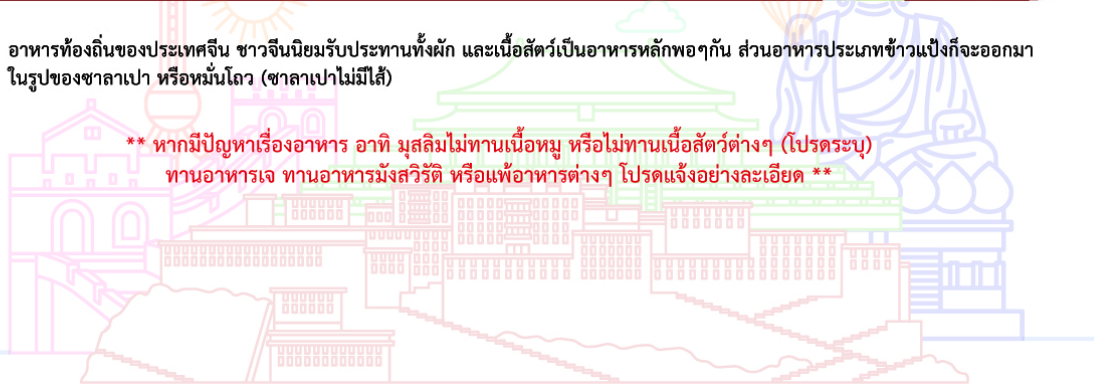 อาหารท้องถิ่นของประเทศจีน ชาวจีนนิยมรับประทานทั้งผัก และเนื้อสัตว์เป็นอาหารหลักพอๆกัน ส่วนอาหารประเภทข้าวแป้งก็จะออกมา
ในรูปของซาลาเปา หรือหมั่นโถว (ซาลาเปาไม่มีไส้)
** หากมีปัญหาเรื่องอาหาร อาทิ มุสลิมไม่ทานเนื้อหมู หรือไม่ทานเนื้อสัตว์ต่างๆ (โปรดระบุ)
ทานอาหารเจ ทานอาหารมังสวิรัติ หรือแพ้อาหารต่างๆ โปรดแจ้งอย่างละเอียด **